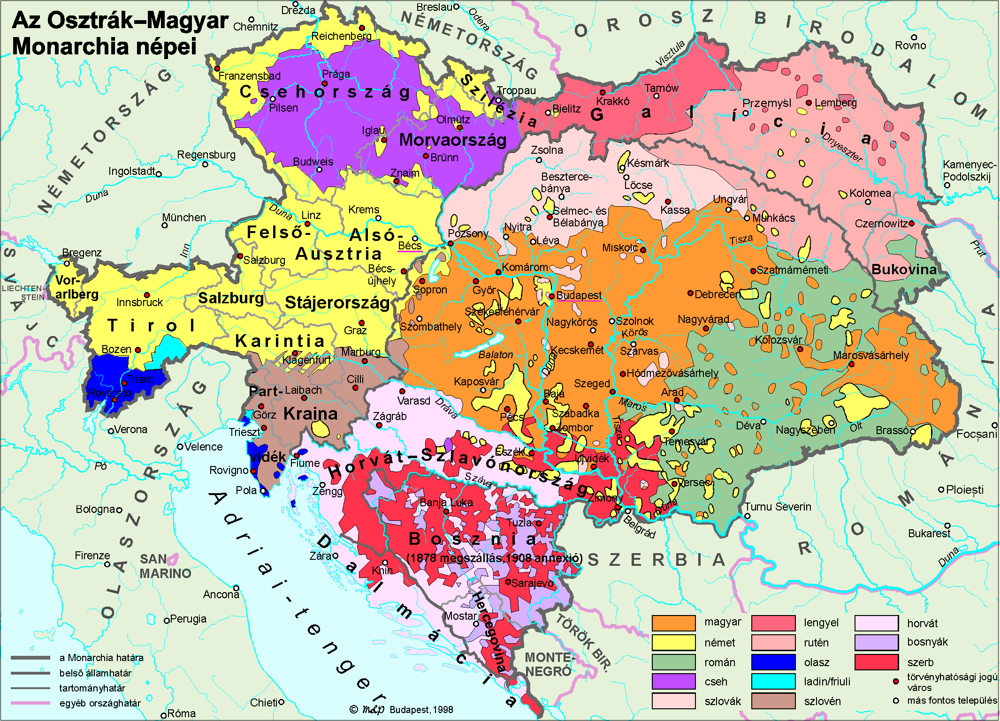 Az Osztrák–Magyar
Monarchia népei
Drezda
Chemnitz
Breslau
Odera
NÉMETORSZÁG
OROSZ BIRODALOM
Rovno
Reichenberg
Visztula
Franzensbad
Prága
Csehország
Pilsen
Szilézia
Troppau
Bielitz
Krakkó
Tarnów
Galícia
Przemysl
Lemberg
Dnyeszter
NÉMETORSZÁG
Iglau
Olmütz
Morvaország
Brünn
Budweis
Znaim
Regensburg
Ingolstadt
Duna
München
Inn
Zsolna
Késmárk
Lőcse
Beszterce-
bánya
Selmec- és
Bélabánya
Kassa
Ungvár
Munkács
Kolomea
Kamenyec-
Podolszkij
Czernowitz
Prut
Duna
Linz
Krems
Felső-
Alsó-
Ausztria
Bécs
Pozsony
Nyitra
Léva
Miskolc
Tisza
Szatmárnémeti
Bukovina
SVÁJC
LIECHTEN-
STEIN
Bregenz
Vor-
arlberg
Salzburg
Bécs-
újhely
Sopron
Győr
Komárom
Budapest
Debrecen
Innsbruck
Salzburg
Stájerország
Székesfehérvár
Szombathely
Nagykőrös
Szolnok
Körös
Nagyvárad
Tirol
Karintia
Graz
Bozen
Klagenfurt
Marburg
Balaton
Duna
Kecskemét
Szarvas
Kolozsvár
Marosvásárhely
Trient
Rovereto
Part-
Laibach
Cilli
Kaposvár
Hódmezővásárhely
Szeged
Arad
Varasd
Dráva
Baja
Maros
Görz
Kraina
Zágráb
Pécs
Szabadka
Zombor
Tisza
Déva
Nagyszeben
Olt
Brassó
Focșani
Verona
Velence
Trieszt
Temesvár
vidék
Fiume
Eszék
Újvidék
Horvát–Szlavónország
Pó
OLASZORSZÁG
Rovigno
Pola
Zengg
Száva
Zimony
Versec
Duna
Belgrád
Turnu Severin
Ploiești
ROMÁNIA
Bologna
Adriai-tenger
Banja Luka
Tuzla
Bosznia
(1878 megszállás,1908 annexió)
SZERBIA
Bukarest
Duna
Firenze
SAN
MARINO
Zára
Knin
Dalmácia
Sarajevo
Ancona
Perugia
Mostar
Hercegovina
TÖRÖK BIR.
MONTE-
NEGRÓ
Chieti
Róma
a Monarchia határa
belső államhatár
tartományhatár
egyéb országhatár
magyar
német
román
cseh
szlovák
lengyel
rutén
olasz
ladin/friuli
szlovén
horvát
bosnyák
szerb
törvényhatósági jogú
város
más fontos település
© Budapest, 1998